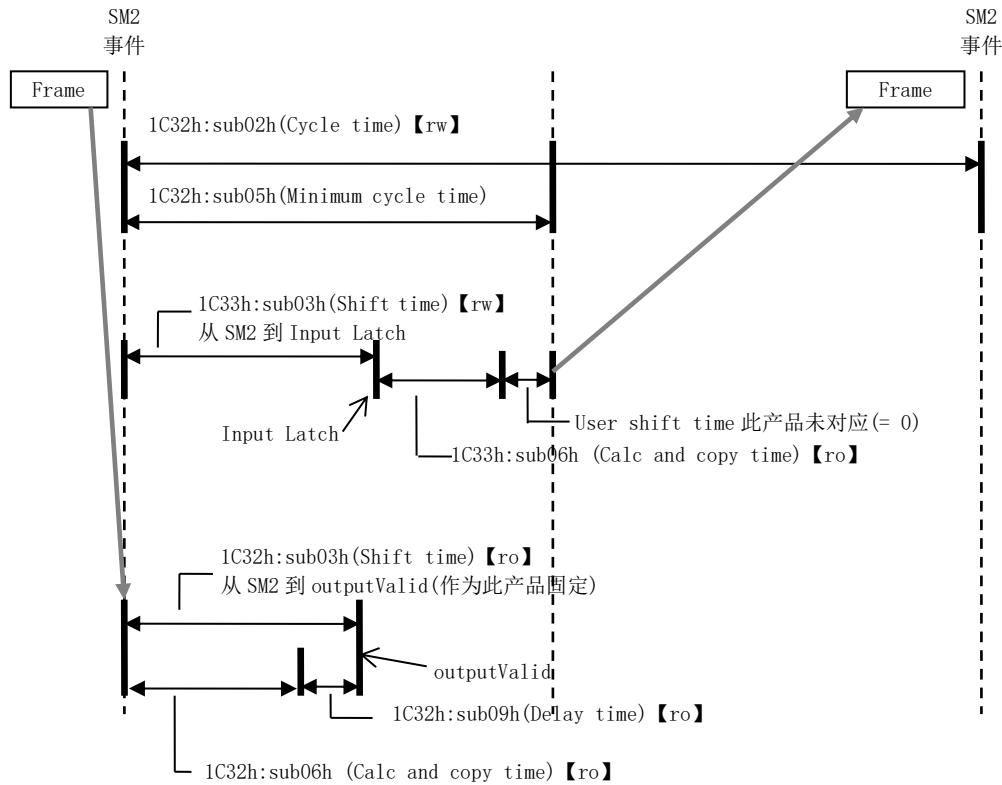 SM2
事件
SM2
事件
Frame
Frame
1C32h:sub02h(Cycle time)【rw】
1C32h:sub05h(Minimum cycle time)
1C33h:sub03h(Shift time)【rw】
从 SM2 到 Input Latch
Input Latch
User shift time 此产品未对应(= 0)
1C33h:sub06h (Calc and copy time)【ro】
1C32h:sub03h(Shift time)【ro】
从 SM2 到 outputValid(作为此产品固定)
outputValid
1C32h:sub09h(Delay time)【ro】
1C32h:sub06h (Calc and copy time)【ro】